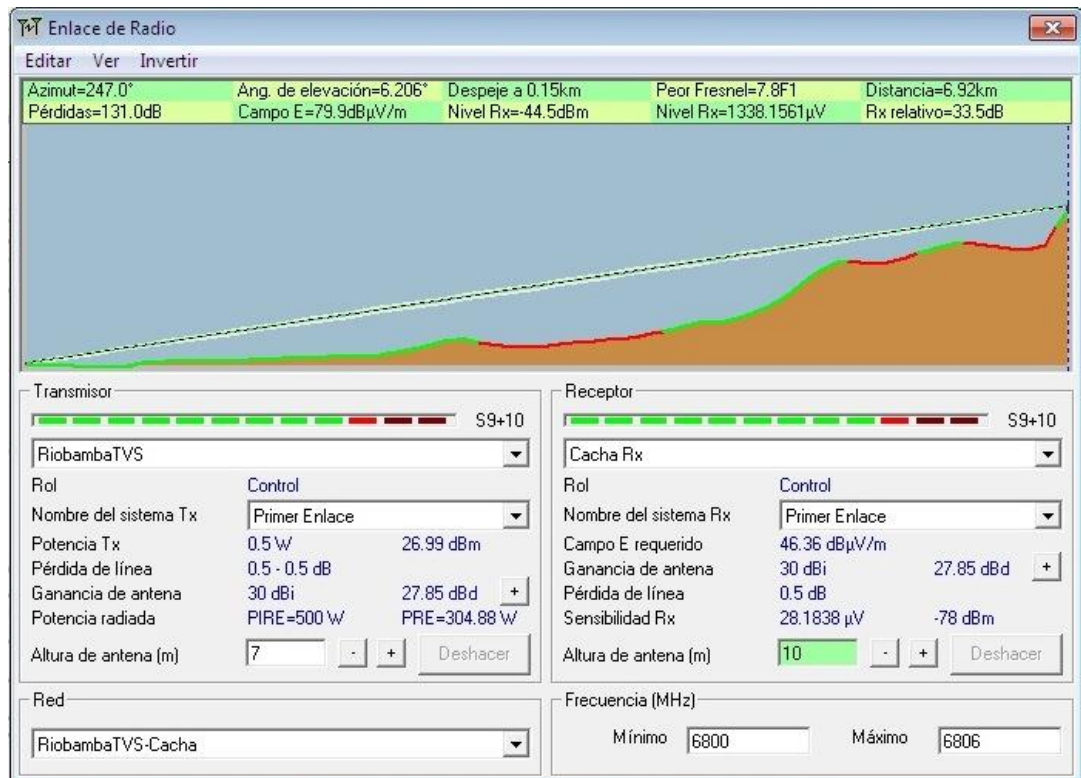 Enlace de Radio
Editar Ver Invertir
Azimut=247.0° Ang. de elevación=6.206° Despeje a 0.15km Peor Fresnel=7.8F1 Distancia=6.92km
Pérdidas=131.0dB Campo E=79.9dBµV/m Nivel Rx=-44.5dBm Nivel Rx=1338.1561µV Rx relativo=33.5dB
Transmisor
S9+10
RiobambaTVS
Rol Control
Nombre del sistema Tx Primer Enlace
Potencia Tx 0.5 W 26.99 dBm
Pérdida de línea 0.5 - 0.5 dB
Ganancia de antena 30 dBi 27.85 dBd +
Potencia radiada PIRE=500 W PRE=304.88 W
Altura de antena (m) 7 - + Deshacer
Receptor
S9+10
Cacha Rx
Rol Control
Nombre del sistema Rx Primer Enlace
Campo E requerido 46.36 dBµV/m
Ganancia de antena 30 dBi 27.85 dBd +
Pérdida de línea 0.5 dB
Sensibilidad Rx 28.1838 µV -78 dBm
Altura de antena (m) 10 - + Deshacer
Red
RiobambaTVS-Cacha
Frecuencia (MHz)
Mínimo 6800 Máximo 6806